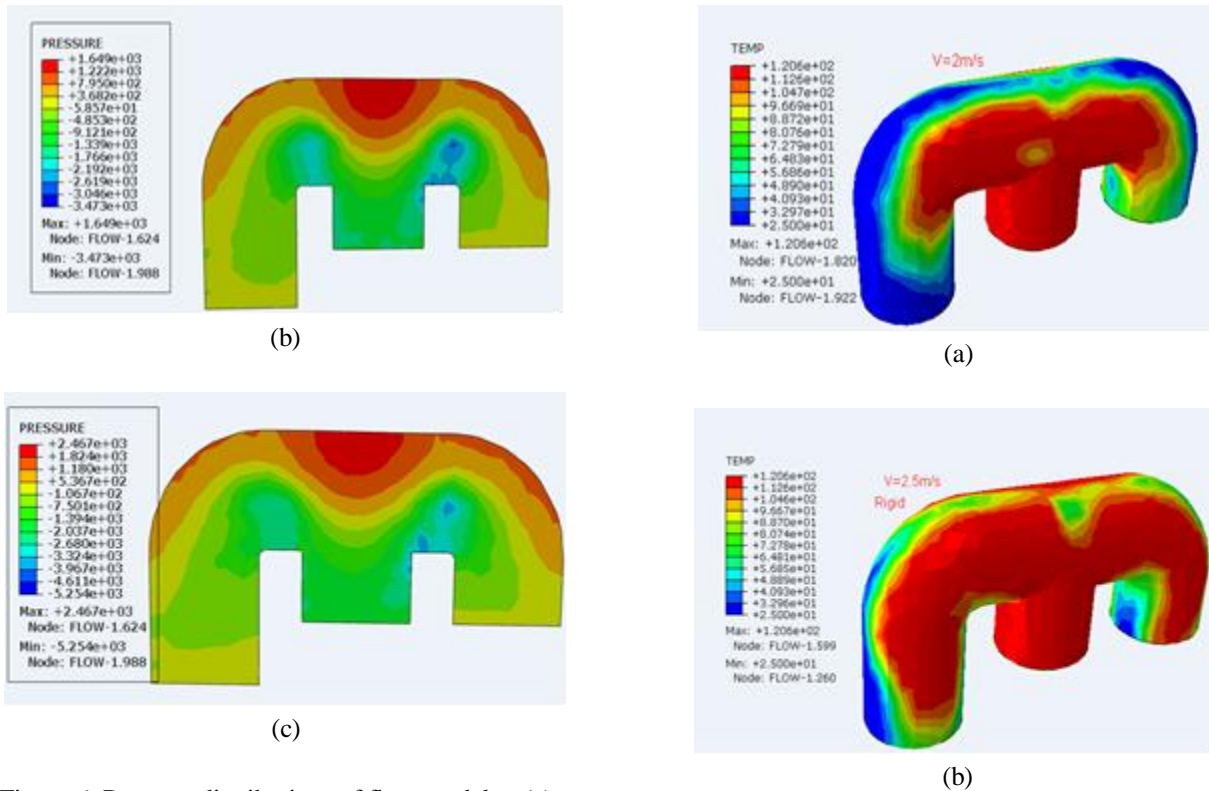 PRESSURE
+1.649e+03
+1.222e+03
+7.950e+02
+3.682e+02
-5.857e+01
-4.853e+02
-9.121e+02
-1.339e+03
-1.766e+03
-2.192e+03
-2.619e+03
-3.046e+03
-3.473e+03
Max: +1.649e+03
Node: FLOW-1.624
Min: -3.473e+03
Node: FLOW-1.988
(b)
PRESSURE
+2.467e+03
+1.824e+03
+1.180e+03
+5.367e+02
-1.067e+02
-7.501e+02
-1.394e+03
-2.037e+03
-2.680e+03
-3.324e+03
-3.967e+03
-4.611e+03
-5.254e+03
Max: +2.467e+03
Node: FLOW-1.624
Min: -5.254e+03
Node: FLOW-1.988
(c)
TEMP
V=2m/s
+1.206e+02
+1.126e+02
+1.047e+02
+9.669e+01
+8.872e+01
+8.076e+01
+7.279e+01
+6.483e+01
+5.686e+01
+4.890e+01
+4.093e+01
+3.297e+01
+2.500e+01
Max: +1.206e+02
Node: FLOW-1.820
Min: +2.500e+01
Node: FLOW-1.922
(a)
TEMP
V=2.5m/s
Rigid
+1.206e+02
+1.126e+02
+1.046e+02
+9.667e+01
+8.870e+01
+8.074e+01
+7.278e+01
+6.481e+01
+5.685e+01
+4.889e+01
+4.093e+01
+3.296e+01
+2.500e+01
Max: +1.206e+02
Node: FLOW-1.599
Min: +2.500e+01
Node: FLOW-1.260
(b)